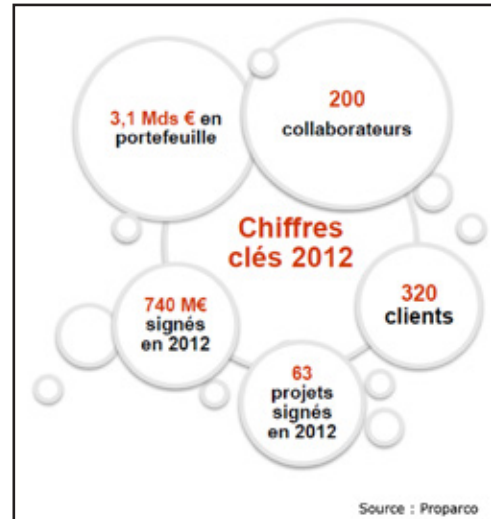 3,1 Mds € en
portefeuille
200
collaborateurs
Chiffres
clés 2012
740 M€
signés
en 2012
320
clients
63
projets
signés
en 2012
Source : Proparco